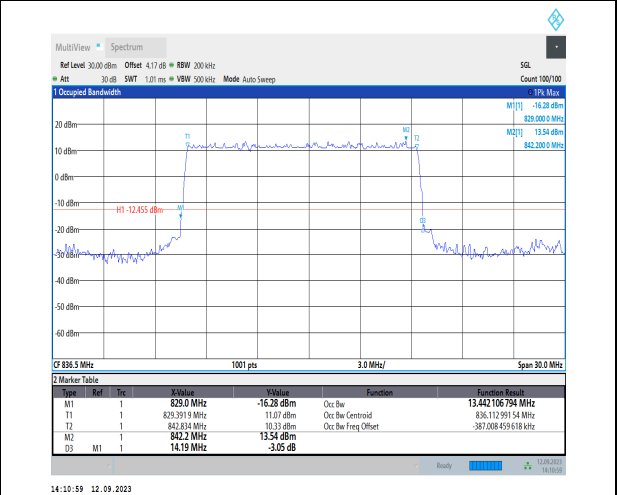 MultiView Spectrum
Ref Level 30.00 dBm Offset 4.17 dB RBW 200 kHz SGL
Att 30 dB SWT 1.01 ms VBW 500 kHz Mode Auto Sweep Count 100/100
1 Occupied Bandwidth 1Pk Max
M1[1] -16.28 dBm
829.000 0 MHz
M2[1] 13.54 dBm
842.200 0 MHz
20 dBm
M2
T1
T2
10 dBm
0 dBm
-10 dBm
H1 -12.455 dBm
M1
-20 dBm
D3
-30 dBm
-40 dBm
-50 dBm
-60 dBm
CF 836.5 MHz 1001 pts 3.0 MHz/ Span 30.0 MHz
2 Marker Table
Type Ref Trc X-Value Y-Value Function Function Result
M1 1 829.0 MHz -16.28 dBm Occ Bw 13.442 106 794 MHz
T1 1 829.391 9 MHz 11.07 dBm Occ Bw Centroid 836.112 991 54 MHz
T2 1 842.834 MHz 10.33 dBm Occ Bw Freq Offset -387.008 459 618 kHz
M2 1 842.2 MHz 13.54 dBm
D3 M1 1 14.19 MHz -3.05 dB
Ready 12.09.2023
14:10:59
14:10:59 12.09.2023